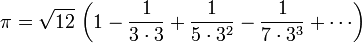 π = √12 (1 − 1/(3·3) + 1/(5·3²) − 1/(7·3³) + ⋯)